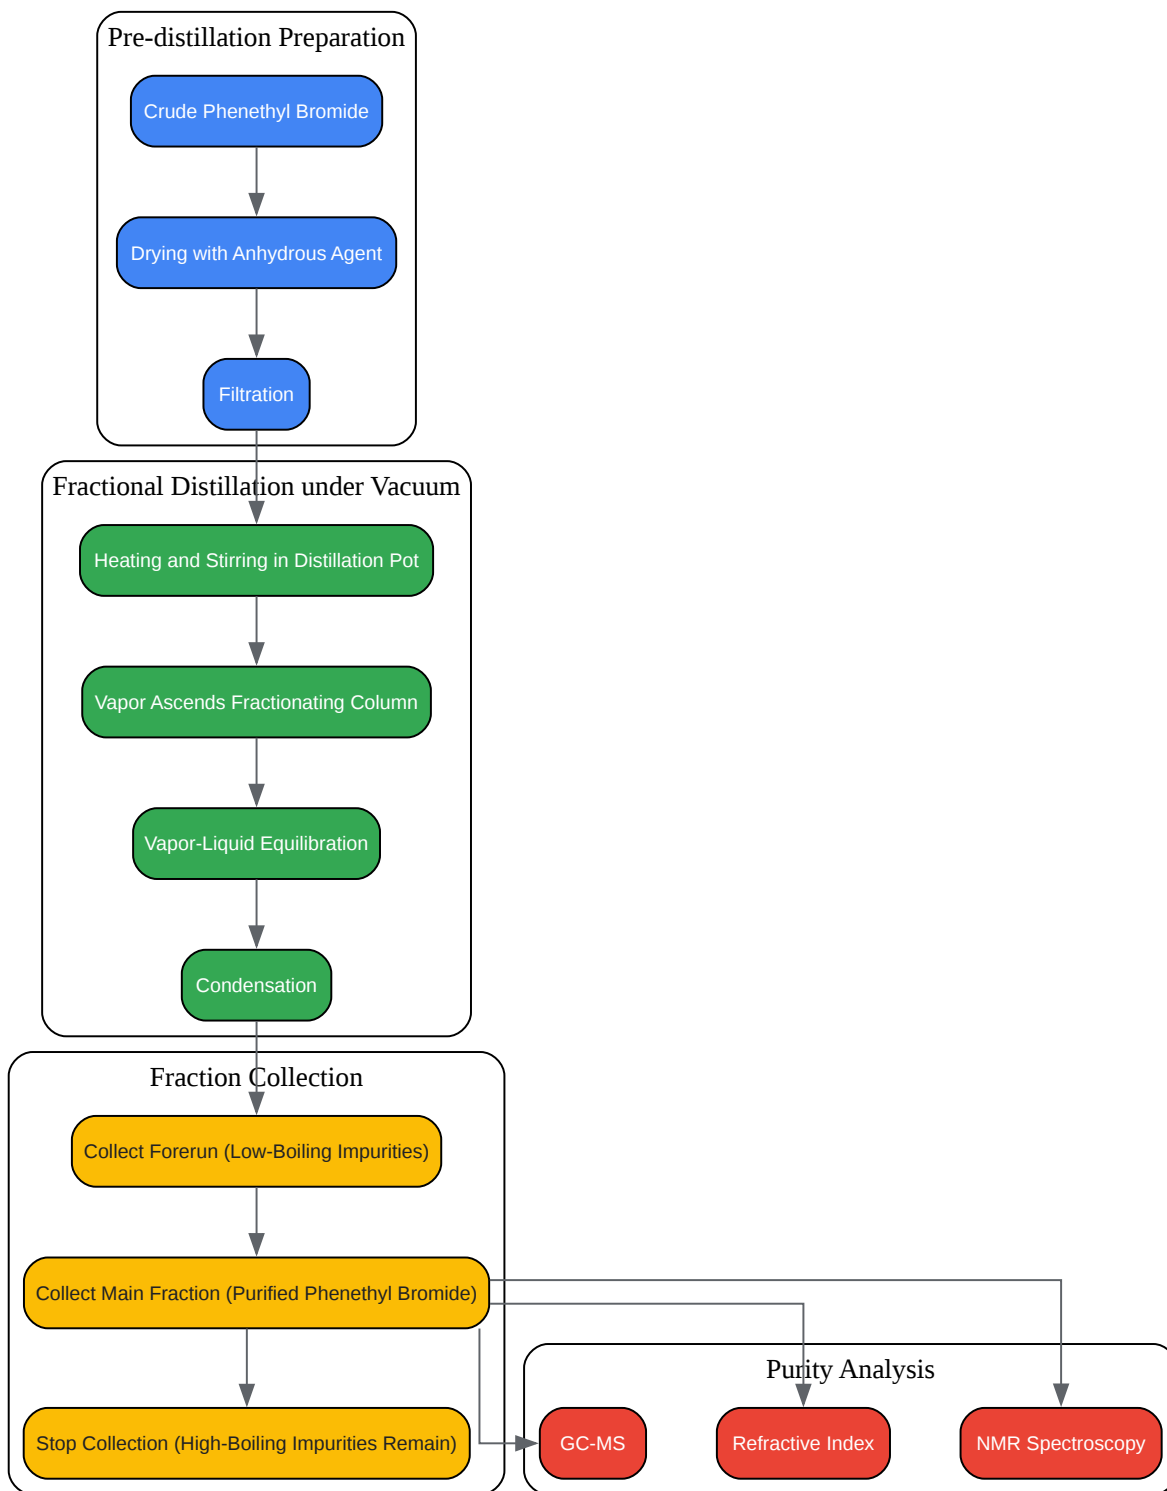 Pre-distillation Preparation
Crude Phenethyl Bromide
Drying with Anhydrous Agent
Filtration
Fractional Distillation under Vacuum
Heating and Stirring in Distillation Pot
Vapor Ascends Fractionating Column
Vapor-Liquid Equilibration
Condensation
Fraction Collection
Collect Forerun (Low-Boiling Impurities)
Collect Main Fraction (Purified Phenethyl Bromide)
Stop Collection (High-Boiling Impurities Remain)
Purity Analysis
GC-MS
Refractive Index
NMR Spectroscopy